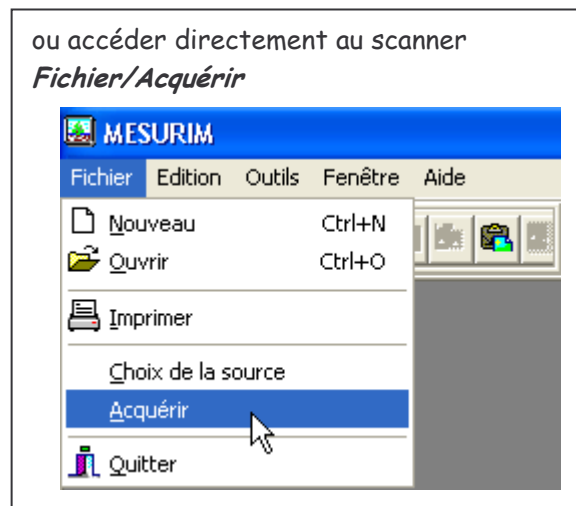 ou accéder directement au scanner
Fichier/Acquérir
MESURIM
Fichier Edition Outils Fenêtre Aide
Nouveau Ctrl+N
Ouvrir Ctrl+O
Imprimer
Choix de la source
Acquérir
Quitter